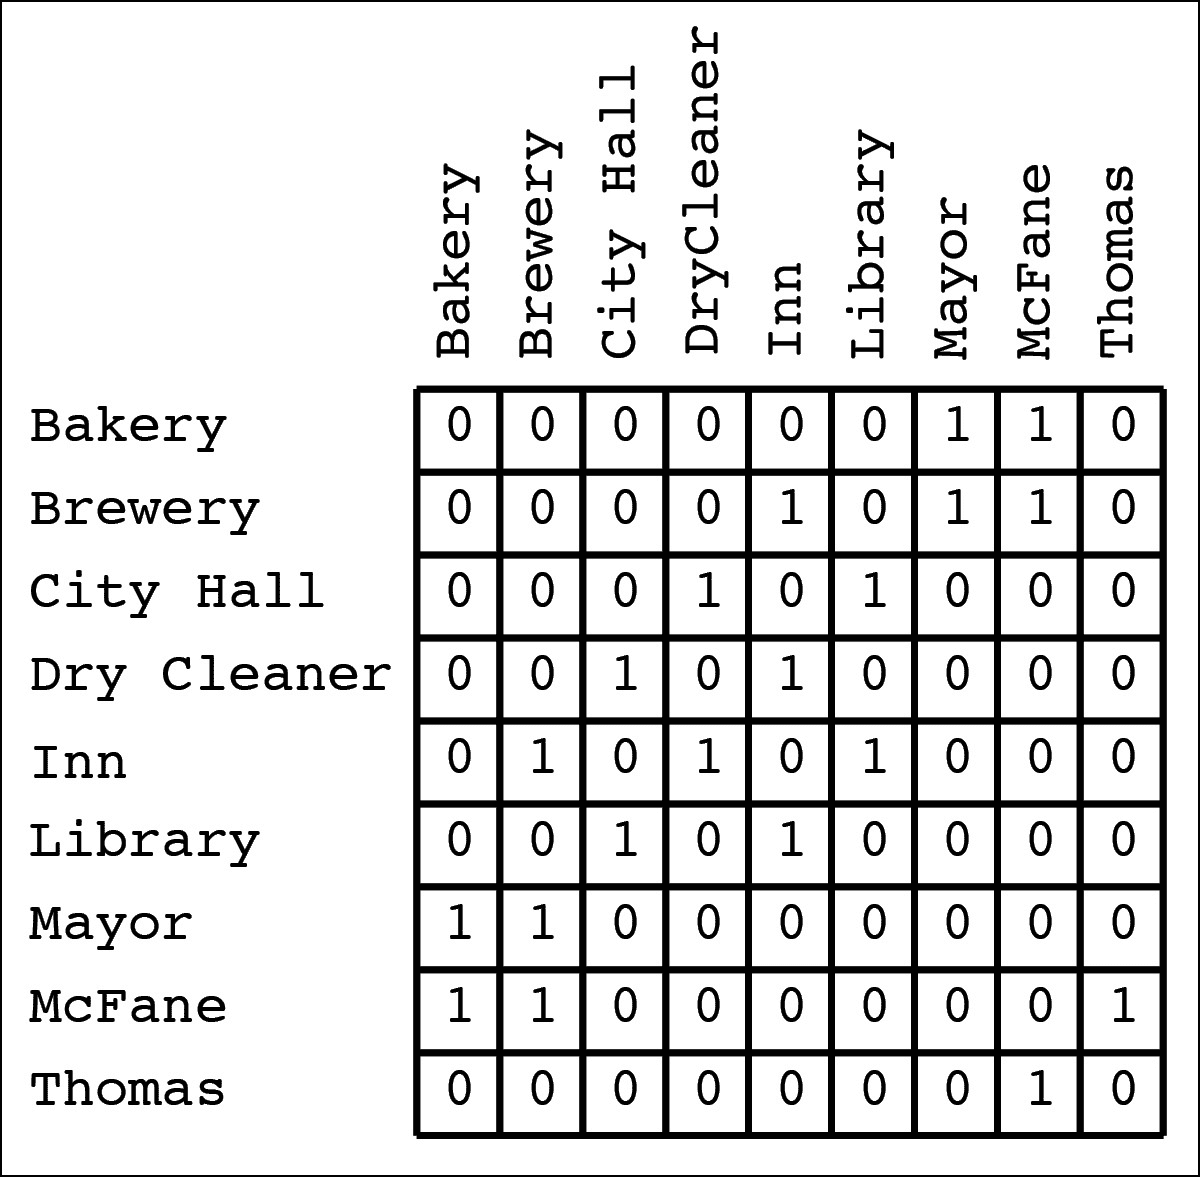 Bakery Brewery City Hall DryCleaner Inn Library Mayor McFane Thomas
Bakery 0 0 0 0 0 0 1 1 0
Brewery 0 0 0 0 1 0 1 1 0
City Hall 0 0 0 1 0 1 0 0 0
Dry Cleaner 0 0 1 0 1 0 0 0 0
Inn 0 1 0 1 0 1 0 0 0
Library 0 0 1 0 1 0 0 0 0
Mayor 1 1 0 0 0 0 0 0 0
McFane 1 1 0 0 0 0 0 0 1
Thomas 0 0 0 0 0 0 0 1 0